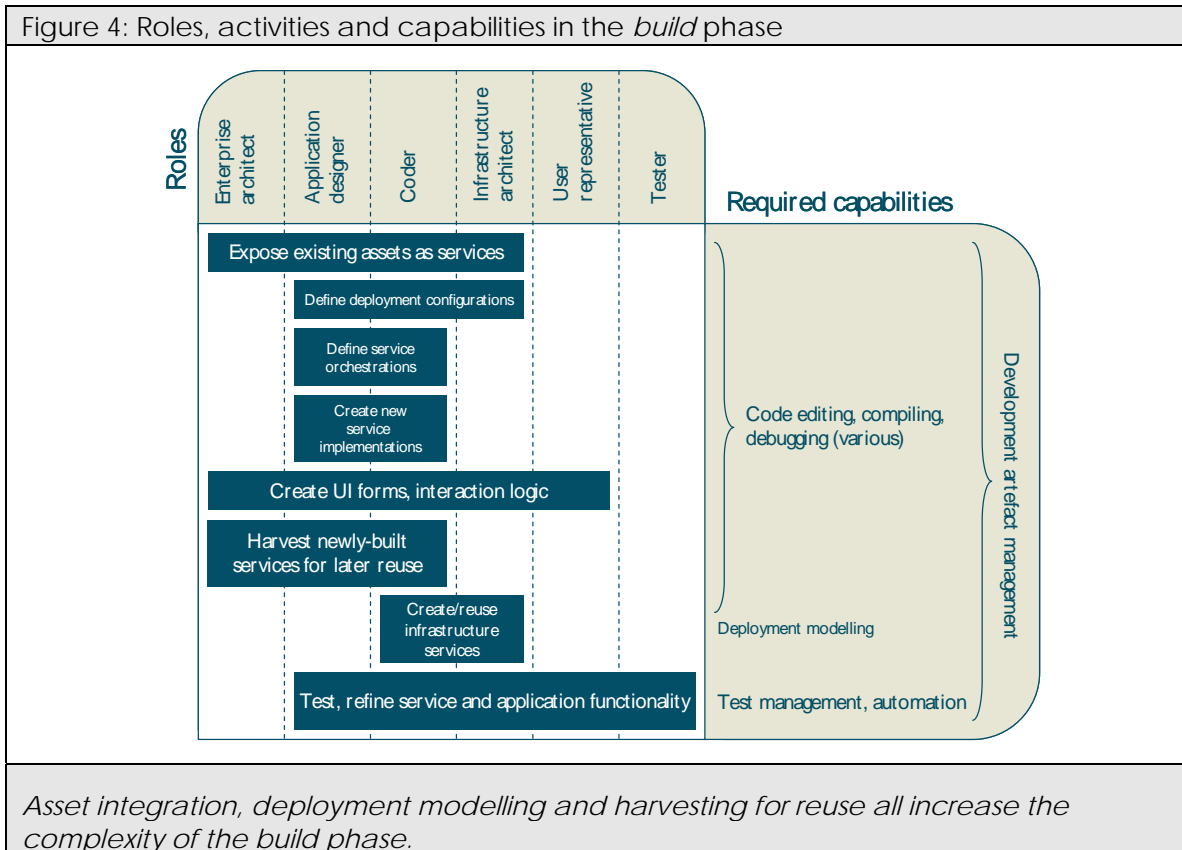 Figure 4: Roles, activities and capabilities in the build phase
Roles
Enterprise
architect
Application
designer
Coder
Infrastructure
architect
User
representative
Tester
Required capabilities
Expose existing assets as services
Define deployment configurations
Define service
orchestrations
Create new
service
implementations
Create UI forms, interaction logic
Harvest newly-built
services for later reuse
Create/reuse
infrastructure
services
Test, refine service and application functionality
Code editing, compiling,
debugging (various)
Deployment modelling
Test management, automation
Development artefact management
Asset integration, deployment modelling and harvesting for reuse all increase the
complexity of the build phase.